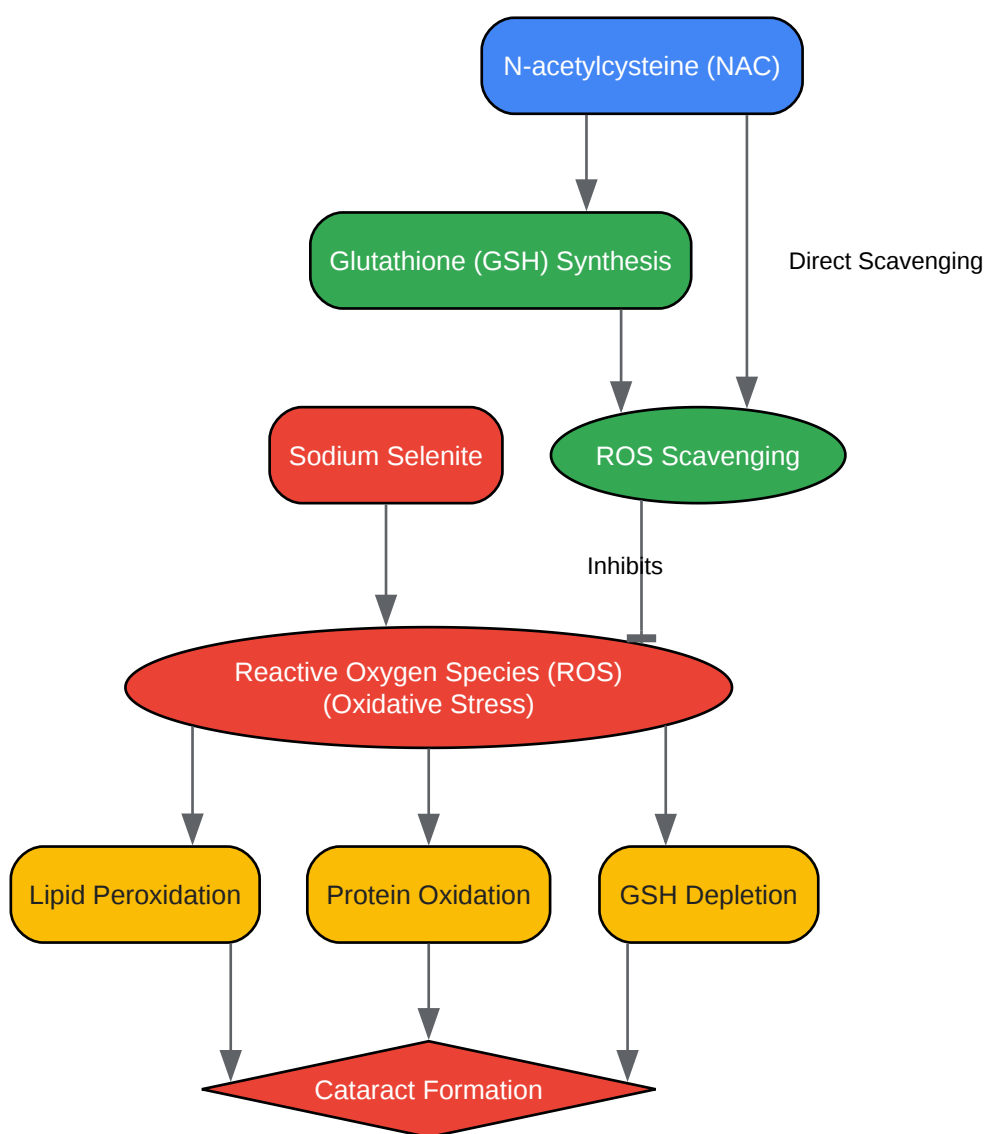 N-acetylcysteine (NAC)
Glutathione (GSH) Synthesis
Direct Scavenging
Sodium Selenite
ROS Scavenging
Inhibits
Reactive Oxygen Species (ROS)
(Oxidative Stress)
Lipid Peroxidation
Protein Oxidation
GSH Depletion
Cataract Formation